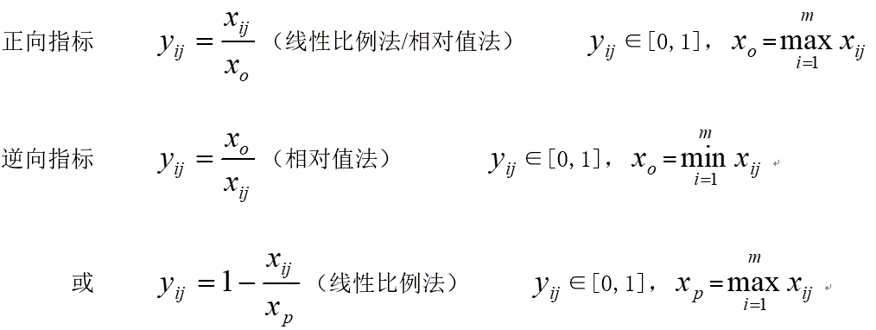 正向指标 y_{ij} = \frac{x_{ij}}{x_o}（线性比例法/相对值法） y_{ij} ∈[0,1]，x_o = \max_{i=1}^{m} x_{ij}
逆向指标 y_{ij} = \frac{x_o}{x_{ij}}（相对值法） y_{ij} ∈[0,1]，x_o = \min_{i=1}^{m} x_{ij}
或 y_{ij} = 1 - \frac{x_{ij}}{x_p}（线性比例法） y_{ij} ∈[0,1]，x_p = \max_{i=1}^{m} x_{ij}